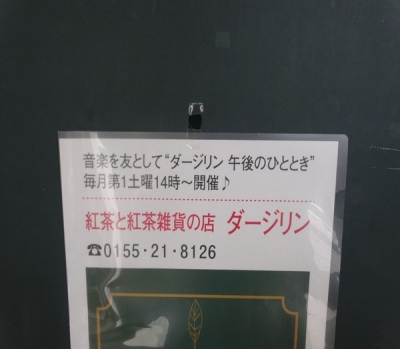 音楽を友として“ダージリン 午後のひととき”
毎月第1土曜14時～開催♪
紅茶と紅茶雑貨の店 ダージリン
☎0155・21・8126